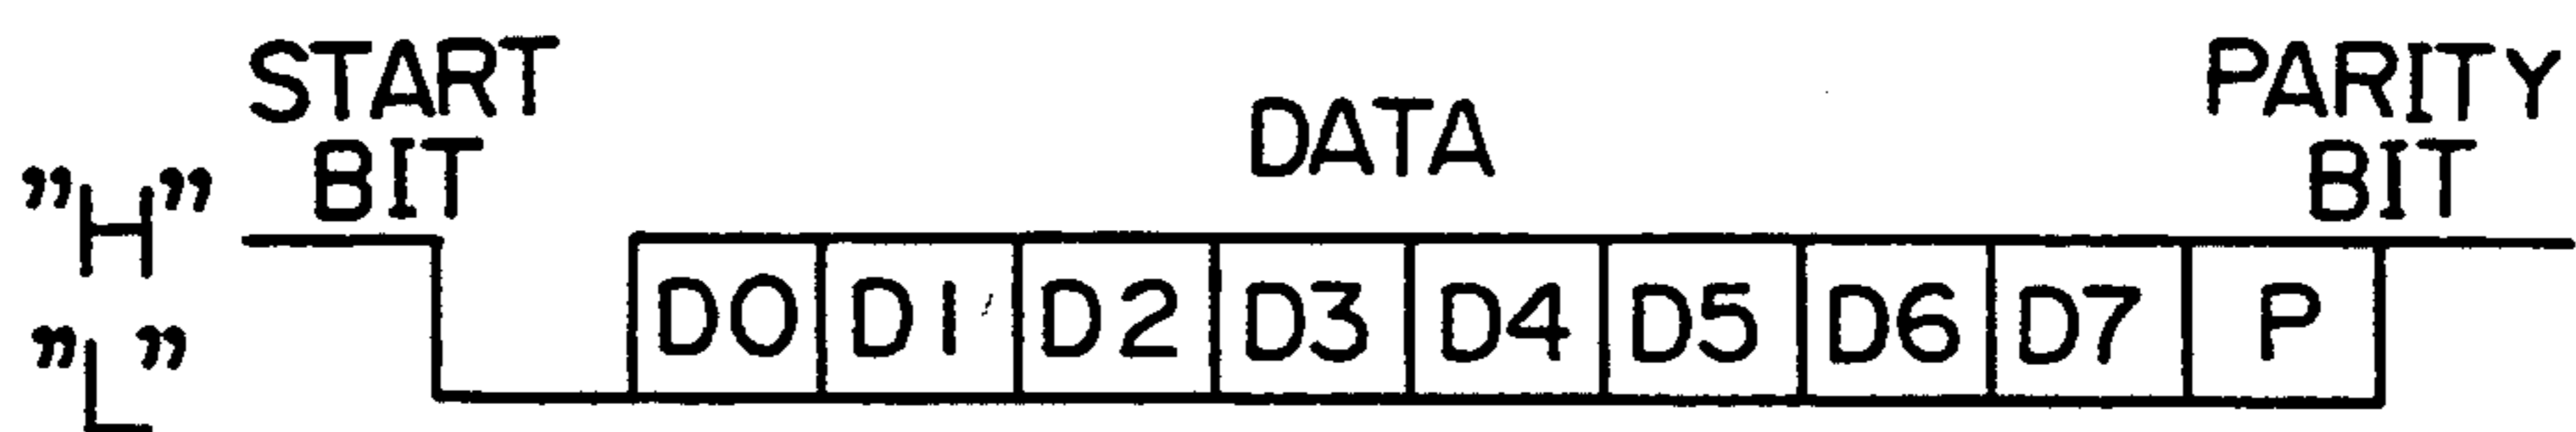 START
BIT
DATA
PARITY
BIT
"H"
"L"
D0 D1 D2 D3 D4 D5 D6 D7 P